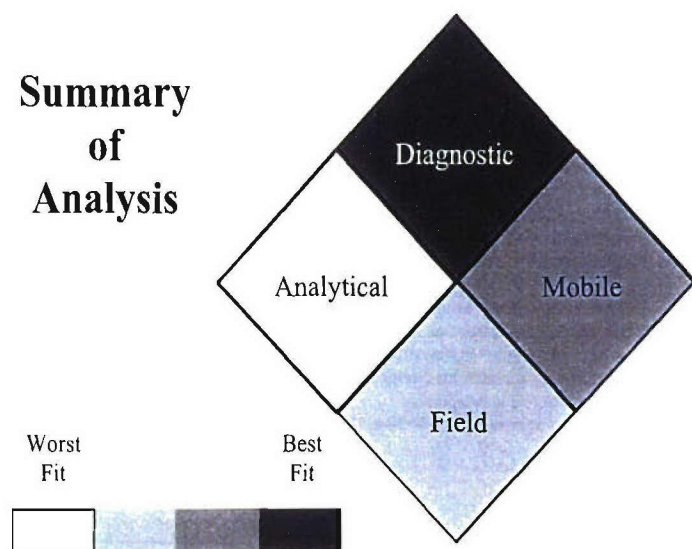 Summary
of
Analysis
Diagnostic
Analytical
Mobile
Field
Worst
Fit
Best
Fit